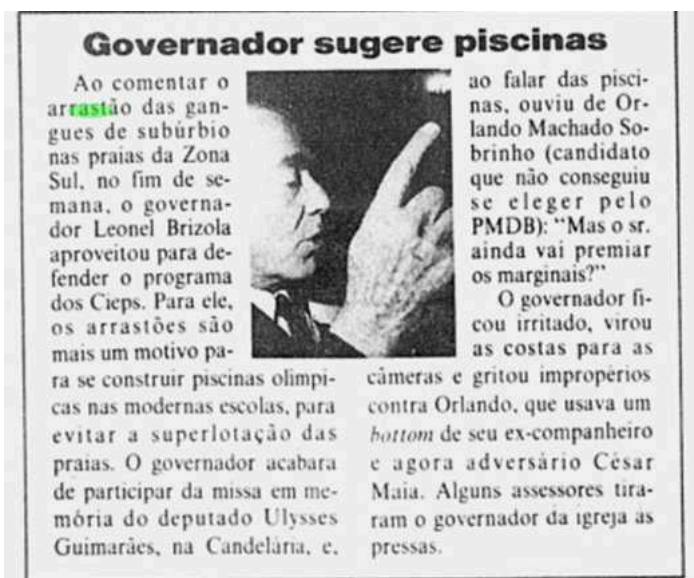 Governador sugere piscinas
Ao comentar o
arrastão das gan-
gues de subúrbio
nas praias da Zona
Sul, no fim de se-
mana, o governa-
dor Leonel Brizola
aproveitou para de-
fender o programa
dos Cieps. Para ele,
os arrastões são
mais um motivo pa-
ra se construir piscinas olímpi-
cas nas modernas escolas, para
evitar a superlotação das
praias. O governador acabara
de participar da missa em me-
mória do deputado Ulysses
Guimarães, na Candelária, e,
ao falar das pisci-
nas, ouviu de Or-
lando Machado So-
brinho (candidato
que não conseguiu
se eleger pelo
PMDB): “Mas o sr.
ainda vai premiar
os marginais?”
O governador fi-
cou irritado, virou
as costas para as
câmeras e gritou impropérios
contra Orlando, que usava um
bottom de seu ex-companheiro
e agora adversário César
Maia. Alguns assessores tira-
ram o governador da igreja às
pressas.